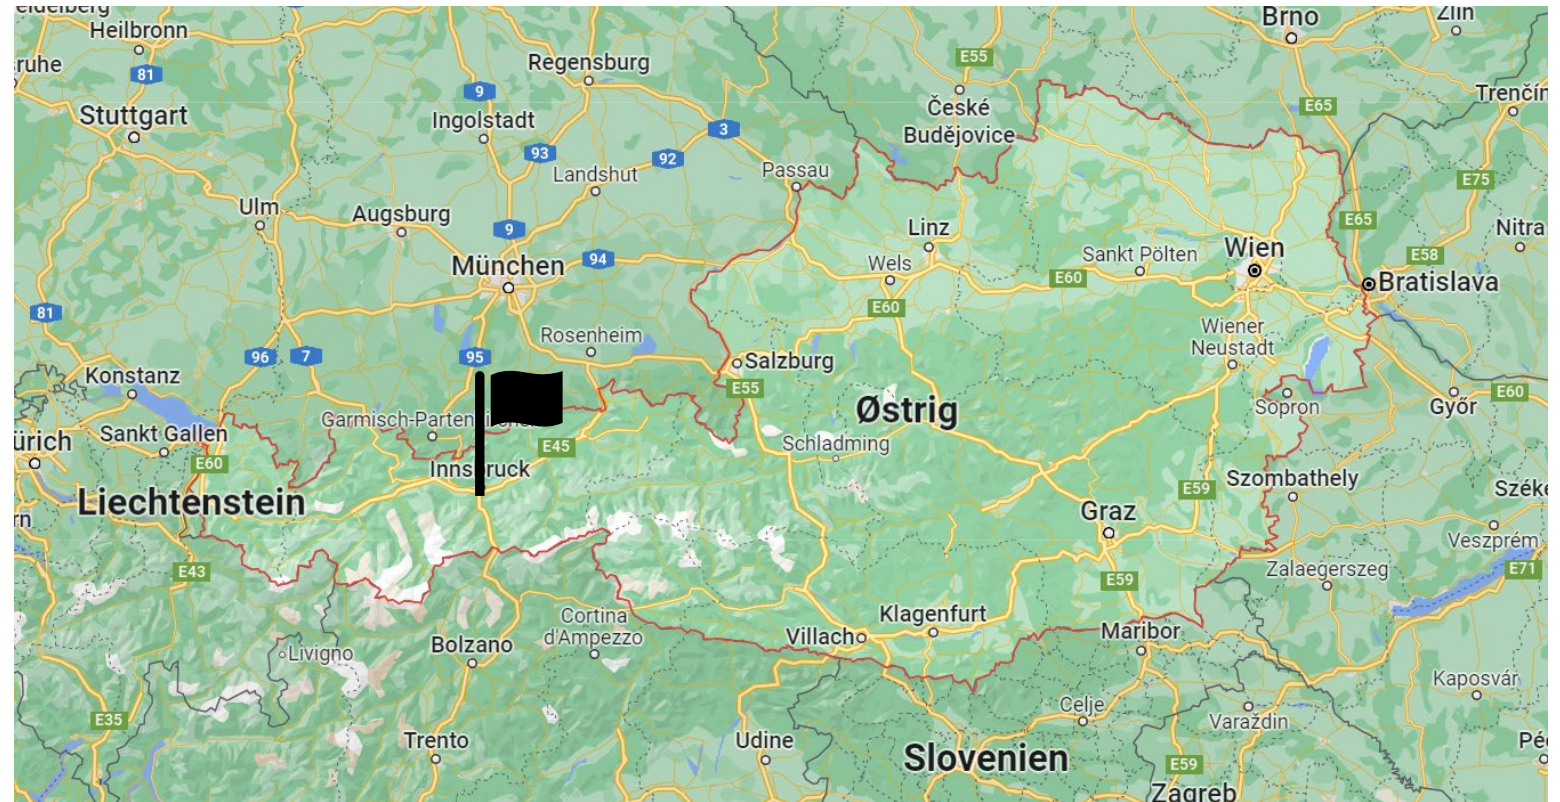 Heilbronn
Brno
Zlín
81
E55
Regensburg
9
Stuttgart
Ingolstadt
České
Budějovice
E65
Trenčín
3
93
92
Landshut
Passau
E75
Ulm
Augsburg
9
Linz
E65
Nitra
München
94
Wels
Sankt Pölten
Wien
E58
E60
Bratislava
81
E60
Wiener
Neustadt
Rosenheim
96
7
95
Salzburg
Konstanz
E55
E60
Østrig
Sopron
Győr
Sankt Gallen
Garmisch-Parten
Schladming
E45
E60
Innsbruck
Szombathely
E59
Liechtenstein
Graz
Veszprém
E43
E59
Zalaegerszeg
E71
Cortina
d'Ampezzo
Klagenfurt
Villach
Maribor
Bolzano
Livigno
Kaposvár
E35
Celje
Varaždin
Trento
Udine
Slovenien
E59
Zagreb